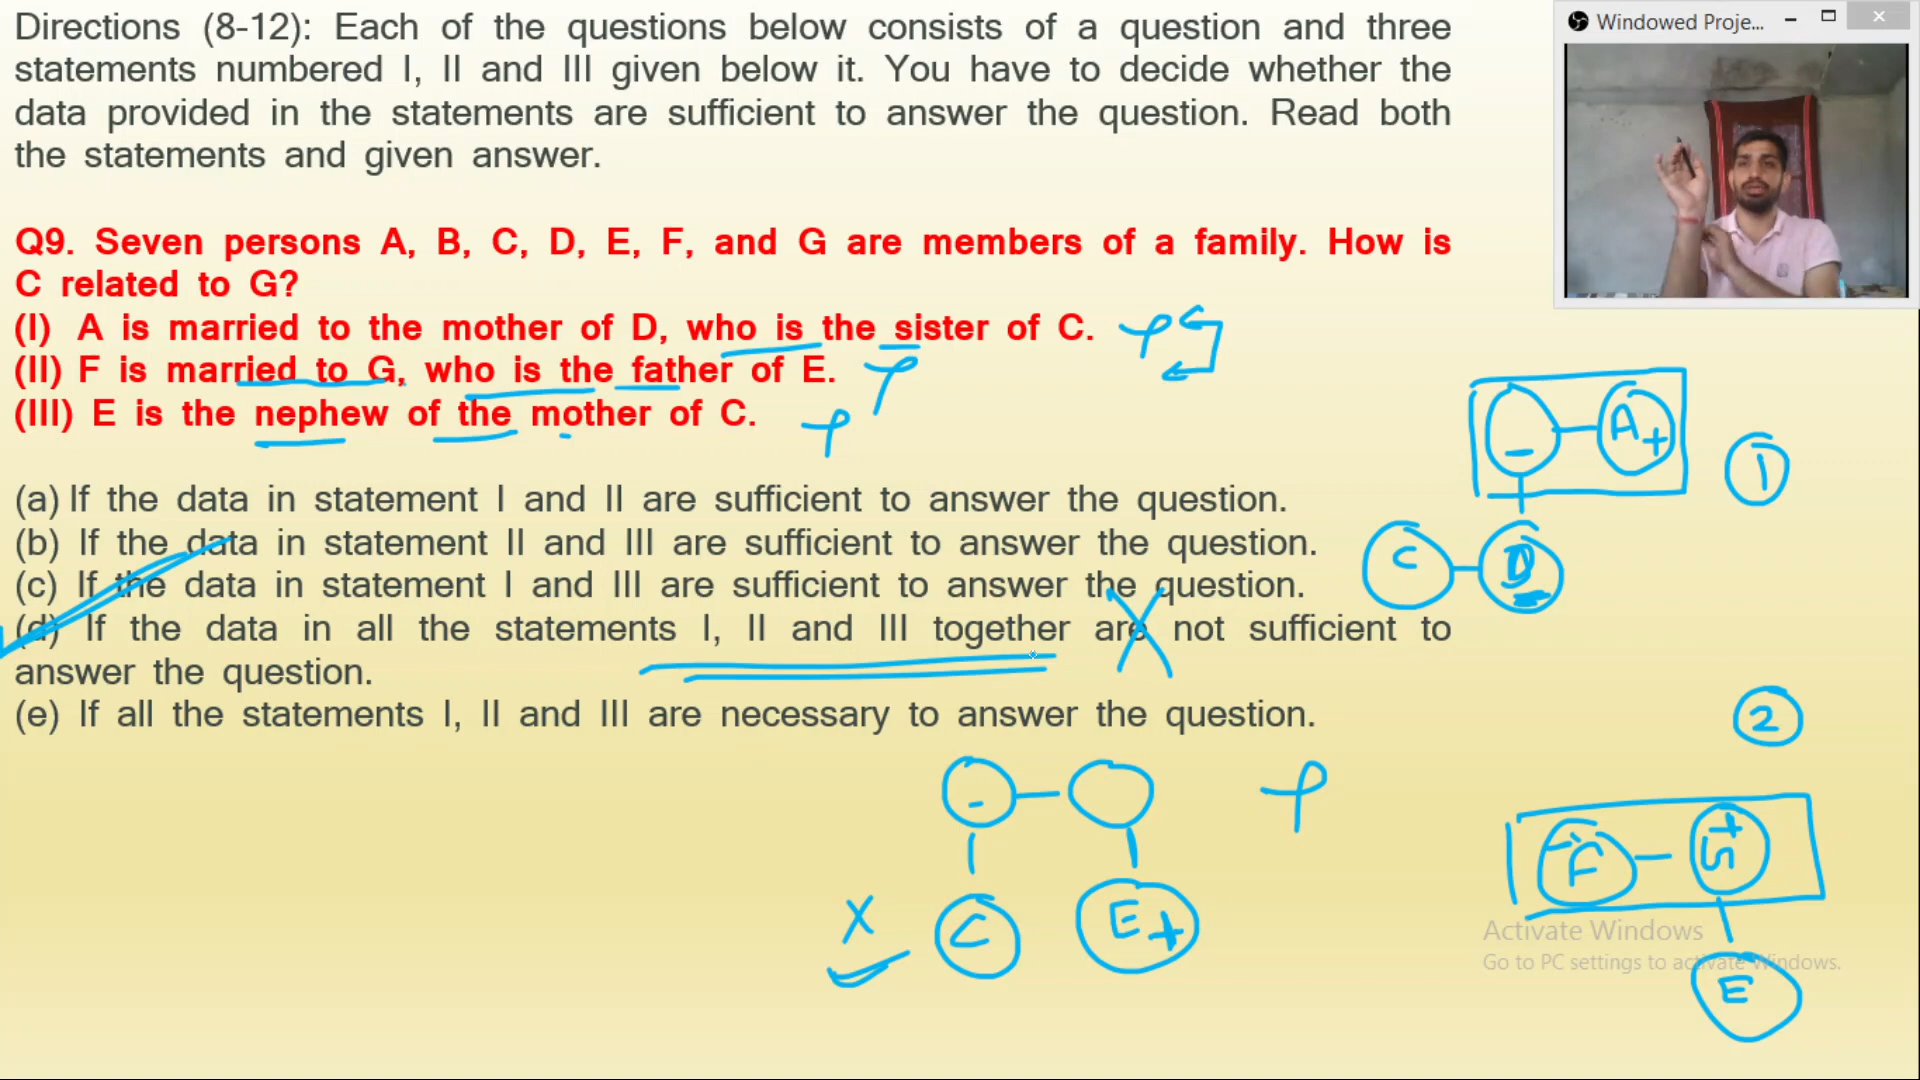 Directions (8-12): Each of the questions below consists of a question and three
statements numbered I, II and III given below it. You have to decide whether the
data provided in the statements are sufficient to answer the question. Read both
the statements and given answer.
Q9. Seven persons A, B, C, D, E, F, and G are members of a family. How is
C related to G?
(I) A is married to the mother of D, who is the sister of C.
(II) F is married to G, who is the father of E.
(III) E is the nephew of the mother of C.
(a) If the data in statement I and II are sufficient to answer the question.
(b) If the data in statement II and III are sufficient to answer the question.
(c) If the data in statement I and III are sufficient to answer the question.
(d) If the data in all the statements I, II and III together are not sufficient to
answer the question.
(e) If all the statements I, II and III are necessary to answer the question.
Windowed Proje...
- A+
1
C - D
2
-
F - G+
C E+
E
X
X
Activate Windows
Go to PC settings to activate Windows.